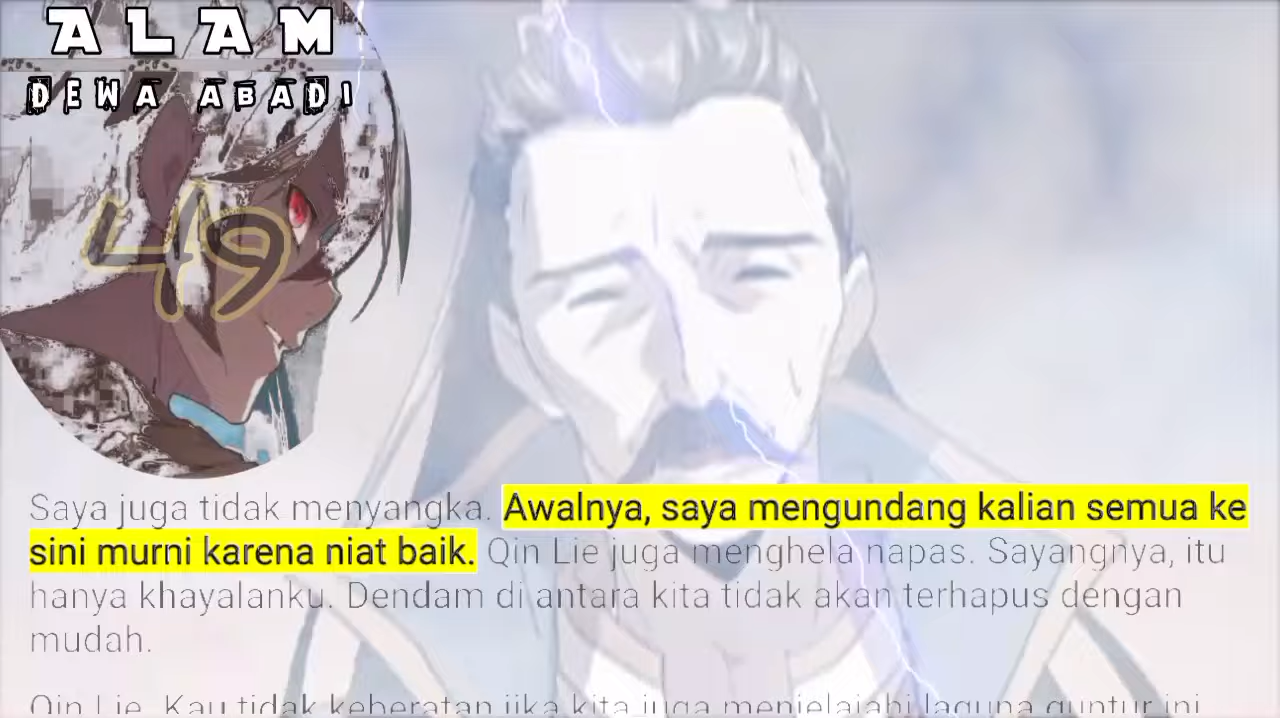 ALAM
DEWA ABADI
49
Saya juga tidak menyangka. Awalnya, saya mengundang kalian semua ke
sini murni karena niat baik. Qin Lie juga menghela napas. Sayangnya, itu
hanya khayalanku. Dendam di antara kita tidak akan terhapus dengan
mudah.
Qin Lie. Kau tidak keberatan jika kita juga menjelajahi laguna guntur ini